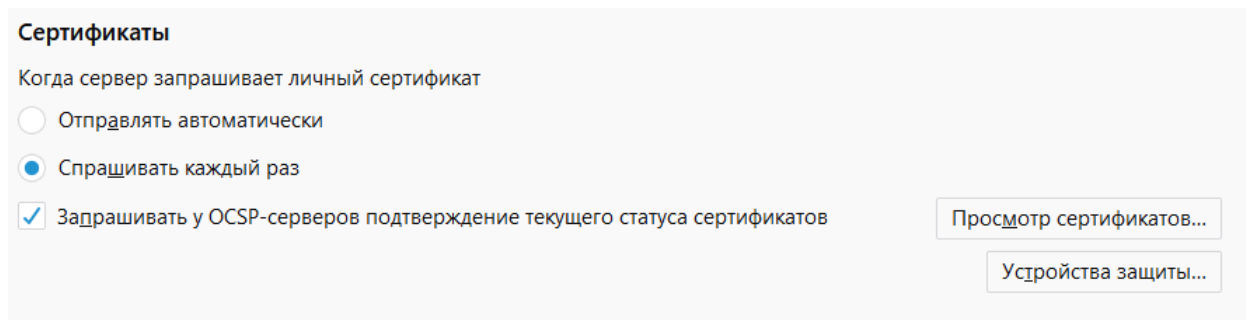 Сертификаты
Когда сервер запрашивает личный сертификат
Отправлять автоматически
Спрашивать каждый раз
Запрашивать у OCSP-серверов подтверждение текущего статуса сертификатов
Просмотр сертификатов...
Устройства защиты...